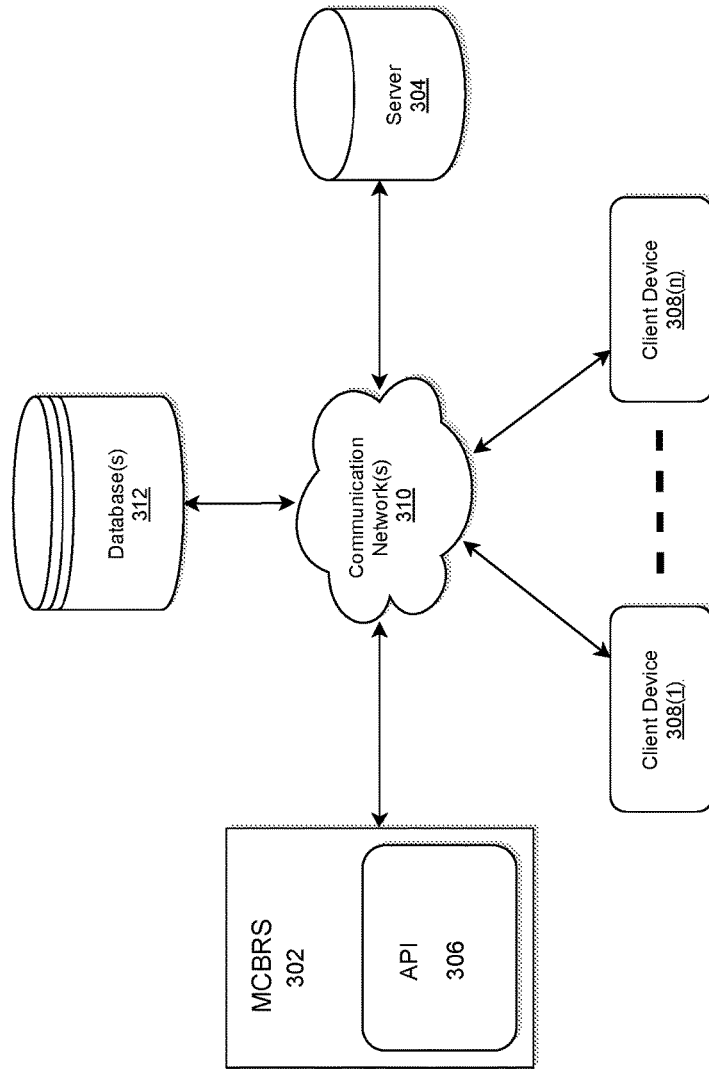 Database(s)
312
MCBRS
302
API
306
Communication
Network(s)
310
Server
304
Client Device
308(1)
Client Device
308(n)